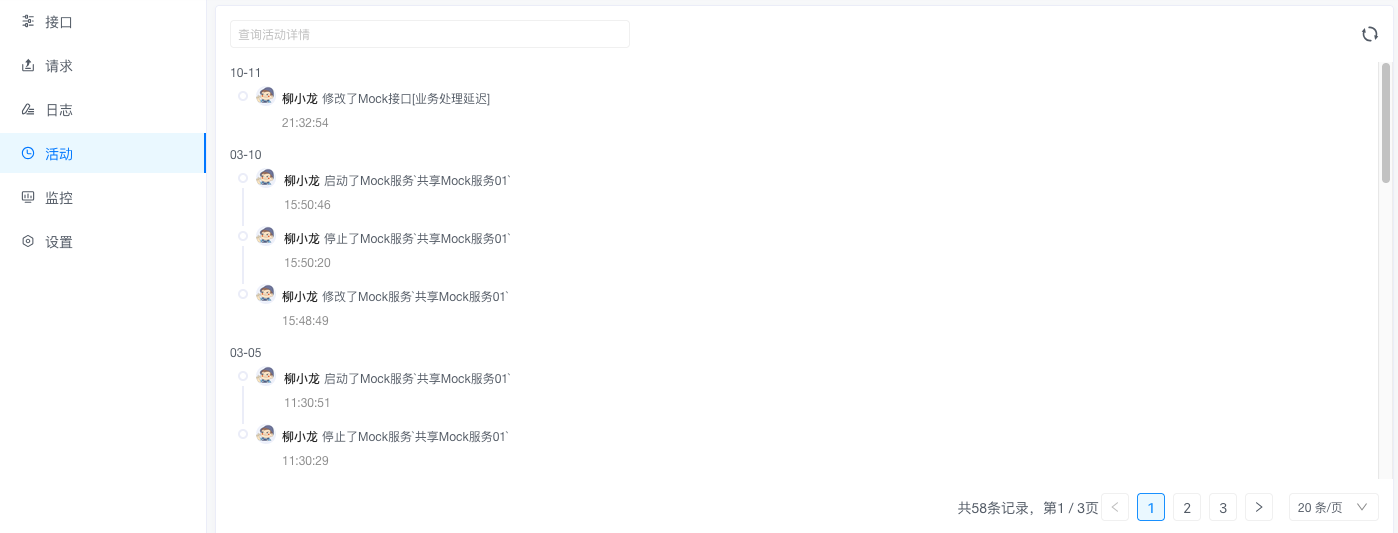 接口
请求
日志
活动
监控
设置
查询活动详情
10-11
柳小龙 修改了Mock接口[业务处理延迟]
21:32:54
03-10
柳小龙 启动了Mock服务`共享Mock服务01`
15:50:46
柳小龙 停止了Mock服务`共享Mock服务01`
15:50:20
柳小龙 修改了Mock服务`共享Mock服务01`
15:48:49
03-05
柳小龙 启动了Mock服务`共享Mock服务01`
11:30:51
柳小龙 停止了Mock服务`共享Mock服务01`
11:30:29
共58条记录，第1 / 3页 1 2 3 20 条/页